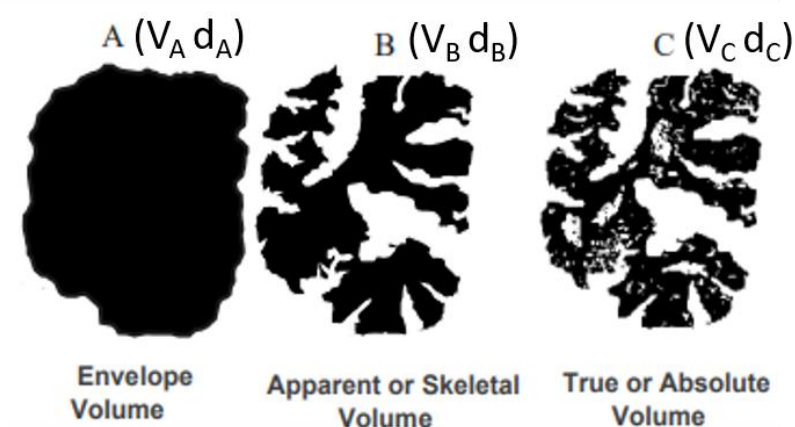 A (VA dA)
B (VB dB)
C (VC dC)
Envelope
Volume
Apparent or Skeletal
Volume
True or Absolute
Volume